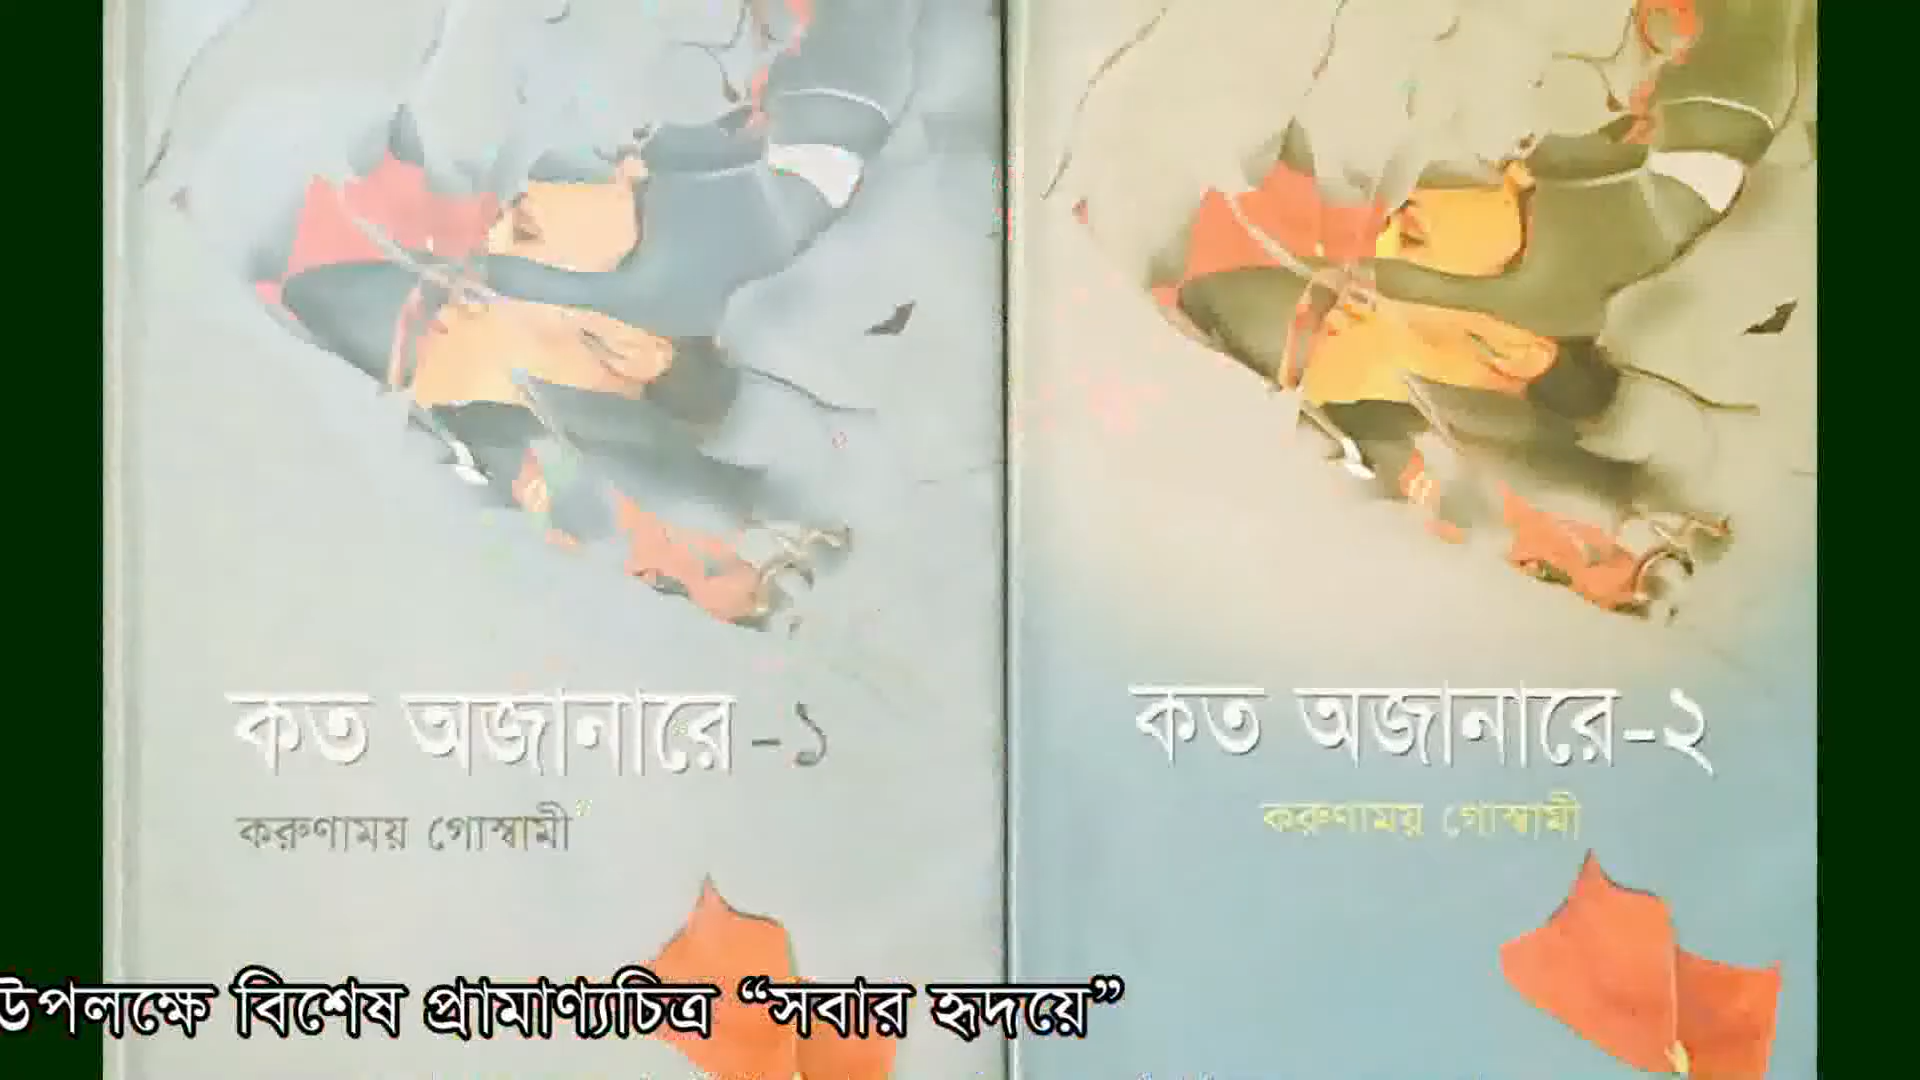 কত অজানারে -১
করুণাময় গোস্বামী
কত অজানারে-২
করুণাময় গোস্বামী
উপলক্ষে বিশেষ প্রামাণ্যচিত্র “সবার হৃদয়ে”